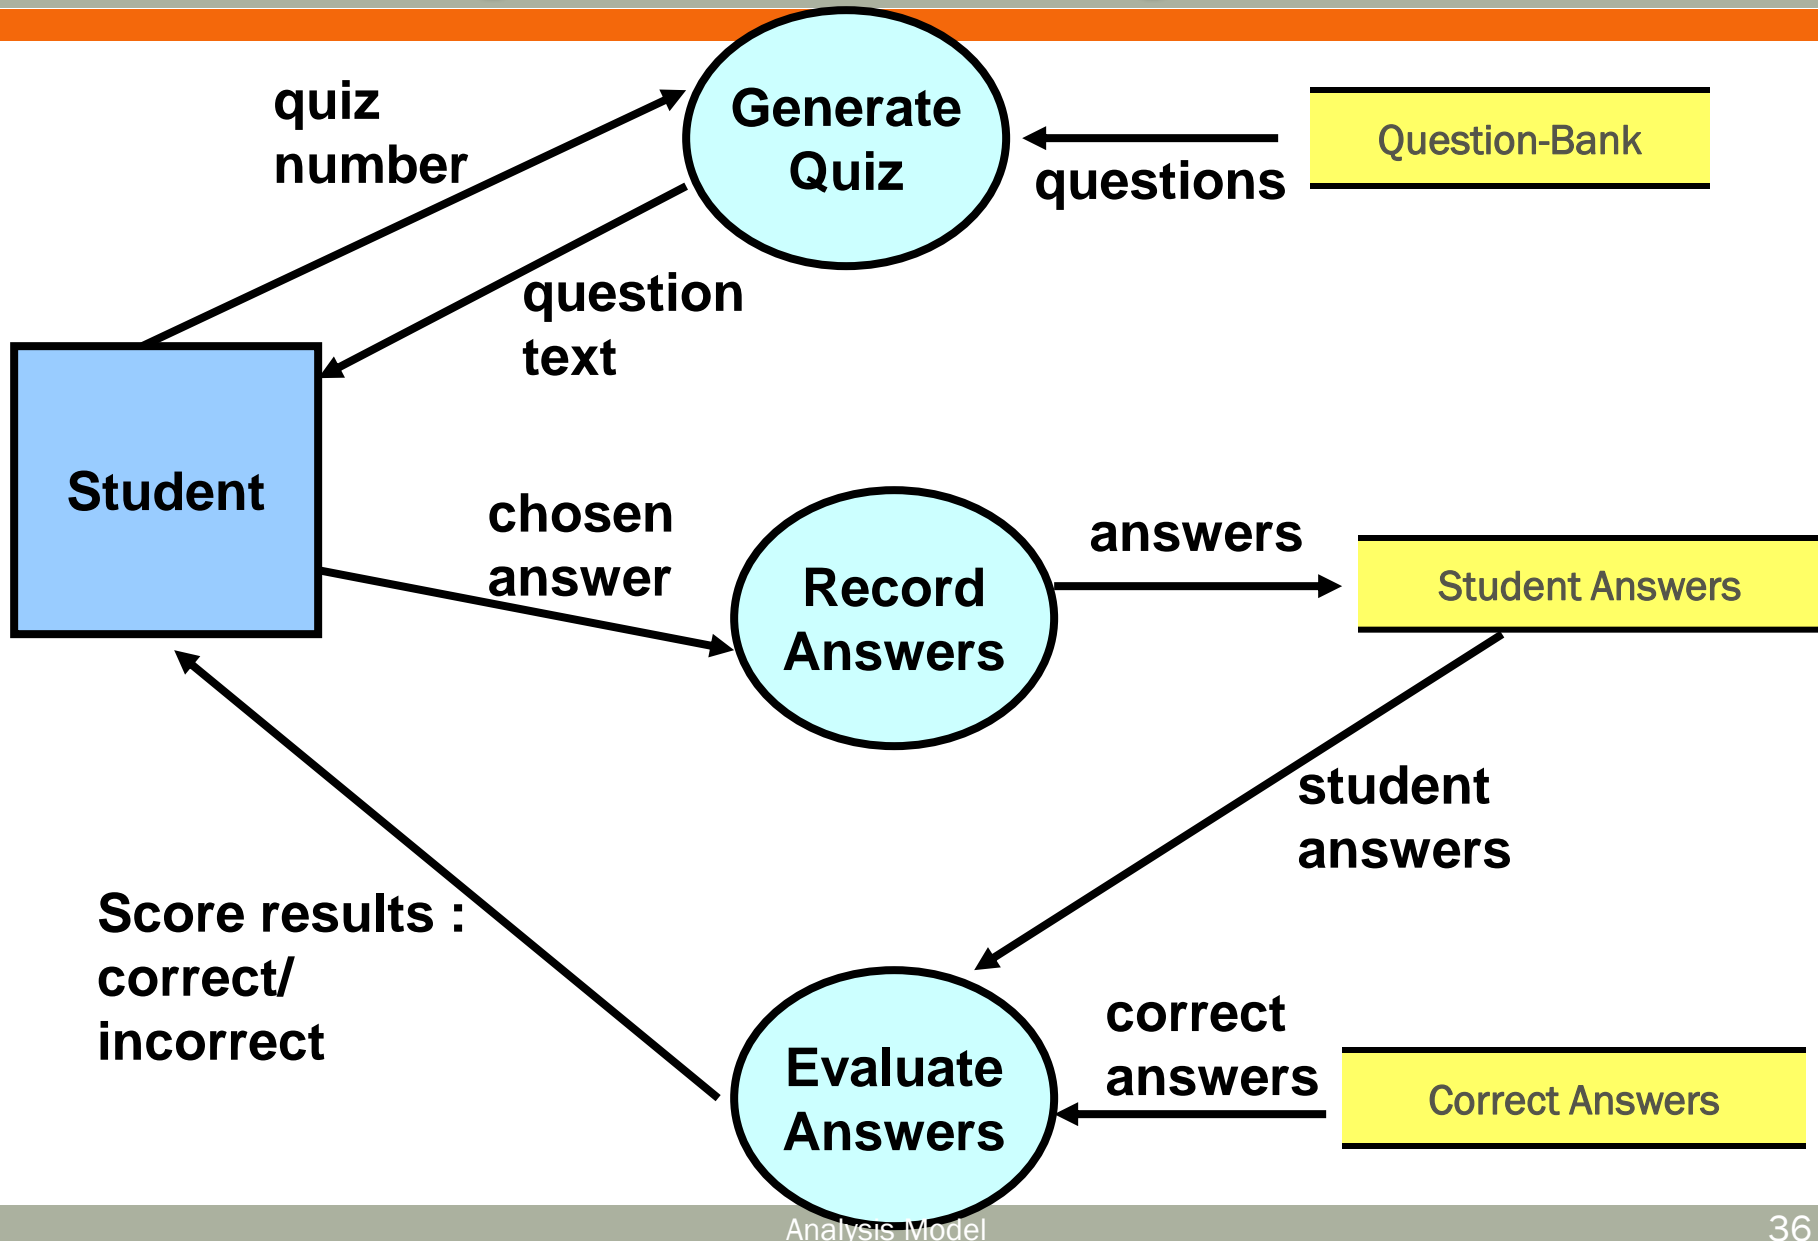 quiz
number
Generate
Quiz
Question-Bank
questions
question
text
Student
chosen
answer
Record
Answers
answers
Student Answers
student
answers
Score results :
correct/
incorrect
Evaluate
Answers
correct
answers
Correct Answers
Analysis Model
36